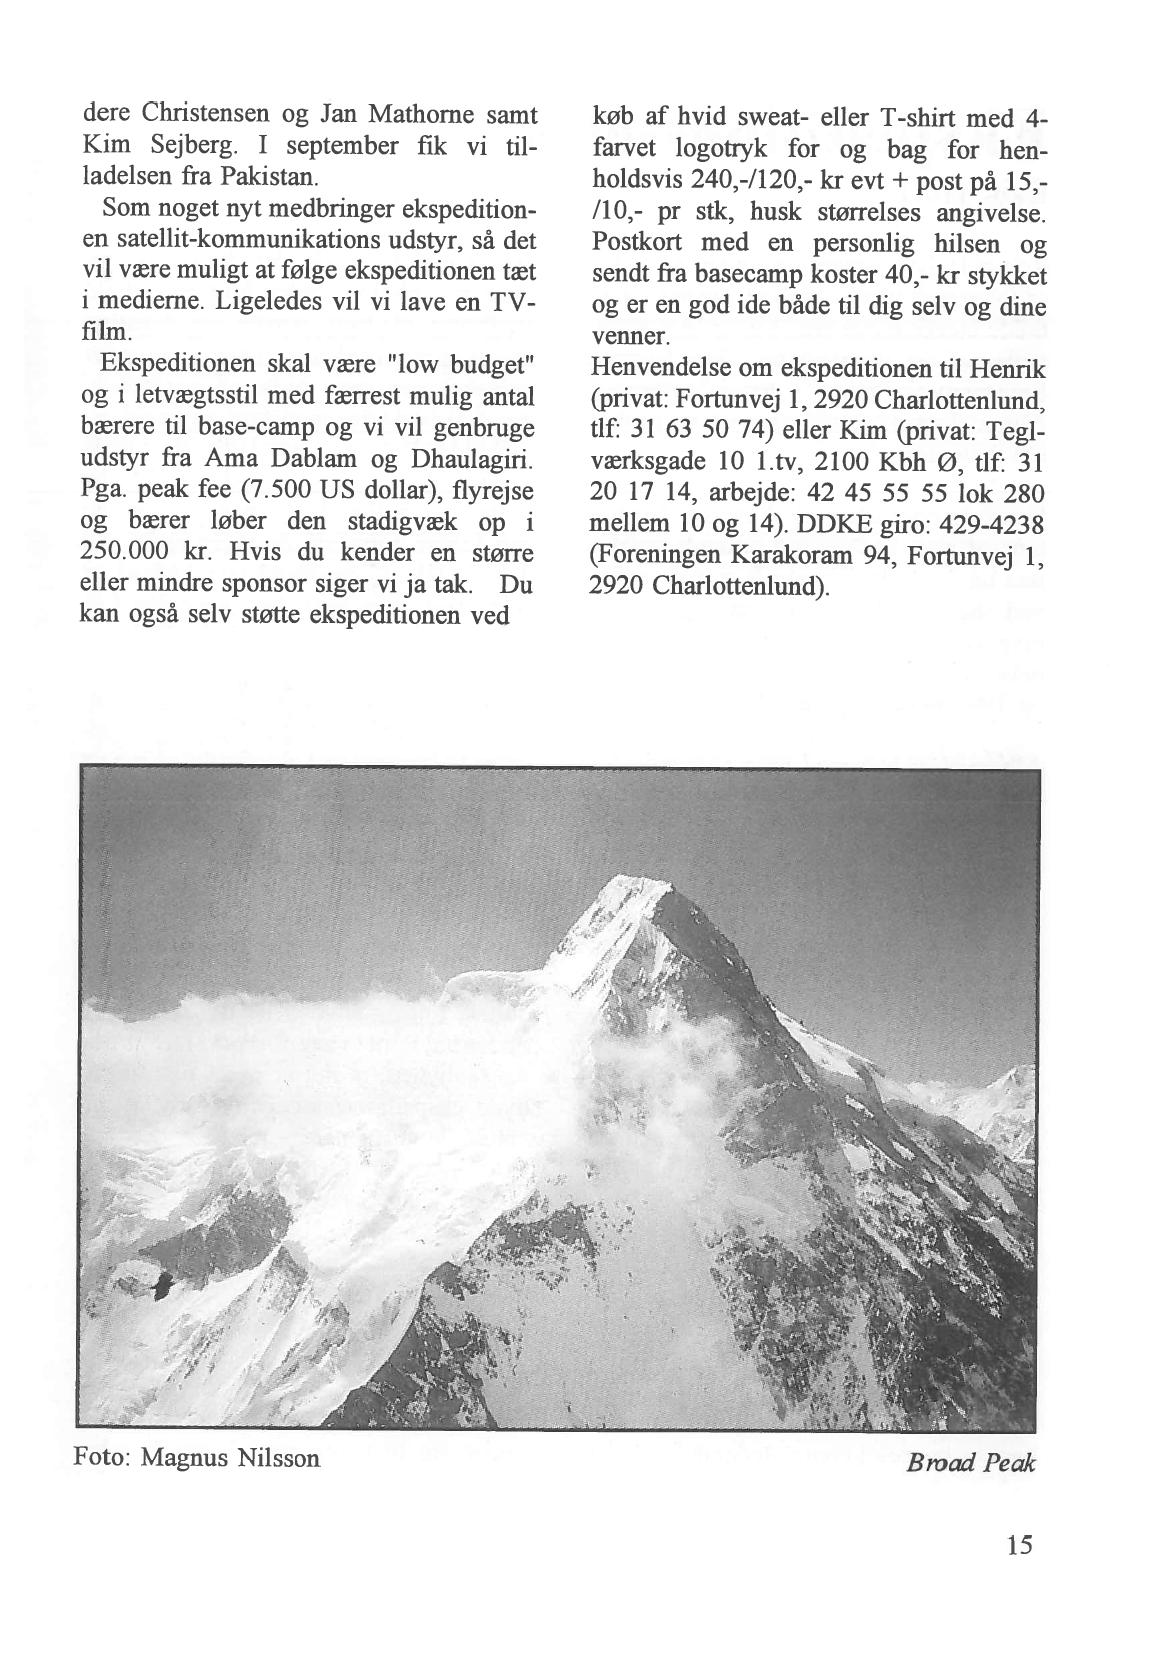 dere Christensen og Jan Mathorne samt
Kim Sejberg. I september fik vi til-
ladelsen fra Pakistan.
Som noget nyt medbringer ekspedition-
en satellit-kommunikations udstyr, så det
vil være muligt at følge ekspeditionen tæt
i medierne. Ligeledes vil vi lave en TV-
film.
Ekspeditionen skal være "low budget"
og i letvægtsstil med færrest mulig antal
bærere til base-camp og vi vil genbruge
udstyr fra Ama Dablam og Dhaulagiri.
Pga. peak fee (7.500 US dollar), flyrejse
og bærer løber den stadigvæk op i
250.000 kr. Hvis du kender en større
eller mindre sponsor siger vi ja tak. Du
kan også selv støtte ekspeditionen ved
køb af hvid sweat- eller T-shirt med 4-
farvet logotryk for og bag for hen-
holdsvis 240,-/120,- kr evt + post på 15,-
/10,- pr stk, husk størrelses angivelse.
Postkort med en personlig hilsen og
sendt fra basecamp koster 40,- kr stykket
og er en god ide både til dig selv og dine
venner.
Henvendelse om ekspeditionen til Henrik
(privat: Fortunvej 1, 2920 Charlottenlund,
tlf: 31 63 50 74) eller Kim (privat: Tegl-
værksgade 10 1.tv, 2100 Kbh Ø, tlf: 31
20 17 14, arbejde: 42 45 55 55 lok 280
mellem 10 og 14). DDKE giro: 429-4238
(Foreningen Karakoram 94, Fortunvej 1,
2920 Charlottenlund).
Foto: Magnus Nilsson
Broad Peak
15